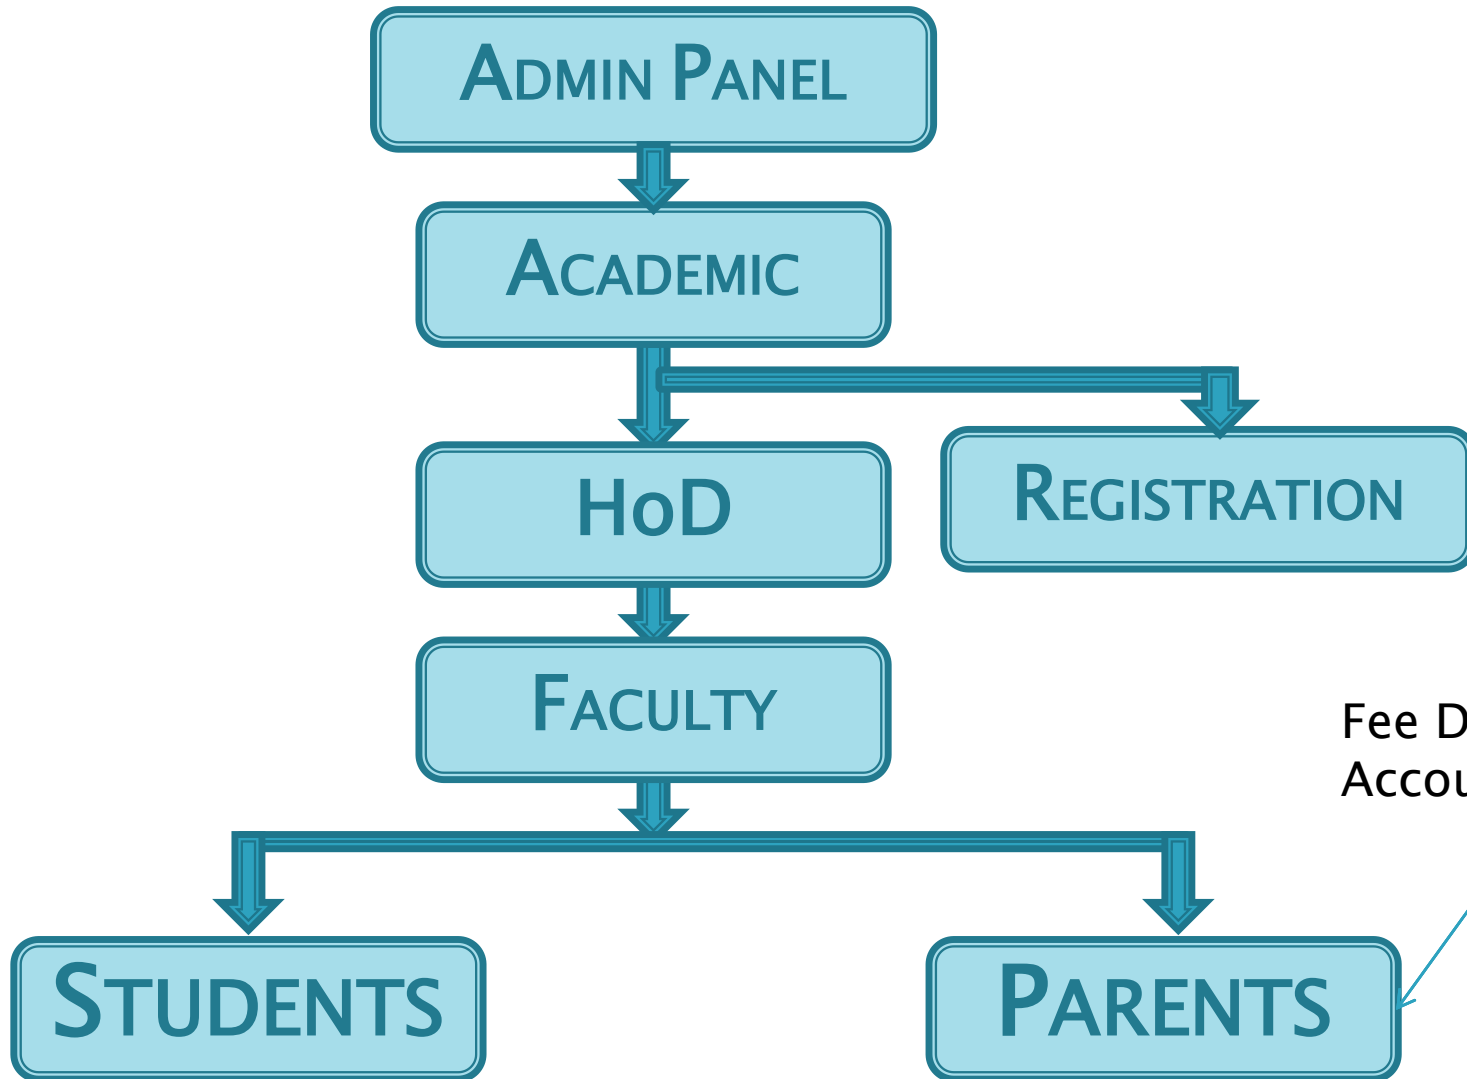 ADMIN PANEL
ACADEMIC
HoD
REGISTRATION
FACULTY
Fee D
Accou
STUDENTS
PARENTS